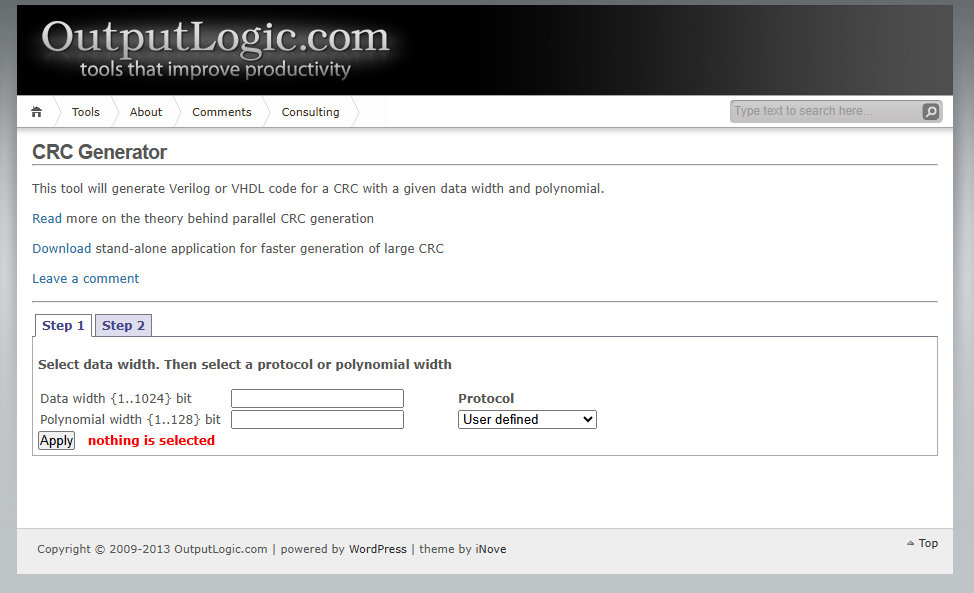 OutputLogic.com
tools that improve productivity
Tools About Comments Consulting Type text to search here...
CRC Generator
This tool will generate Verilog or VHDL code for a CRC with a given data width and polynomial.
Read more on the theory behind parallel CRC generation
Download stand-alone application for faster generation of large CRC
Leave a comment
Step 1 Step 2
Select data width. Then select a protocol or polynomial width
Data width {1..1024} bit Protocol
Polynomial width {1..128} bit User defined
Apply nothing is selected
Copyright © 2009-2013 OutputLogic.com | powered by WordPress | theme by iNove Top